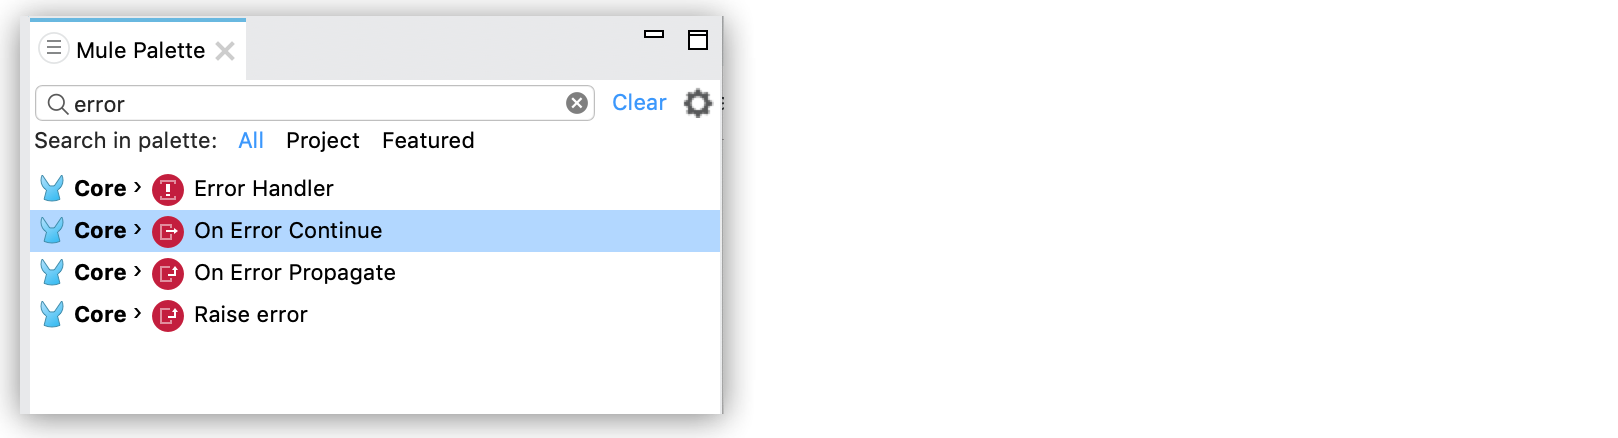 Mule Palette
error
Clear
Search in palette: All Project Featured
Core › Error Handler
Core › On Error Continue
Core › On Error Propagate
Core › Raise error